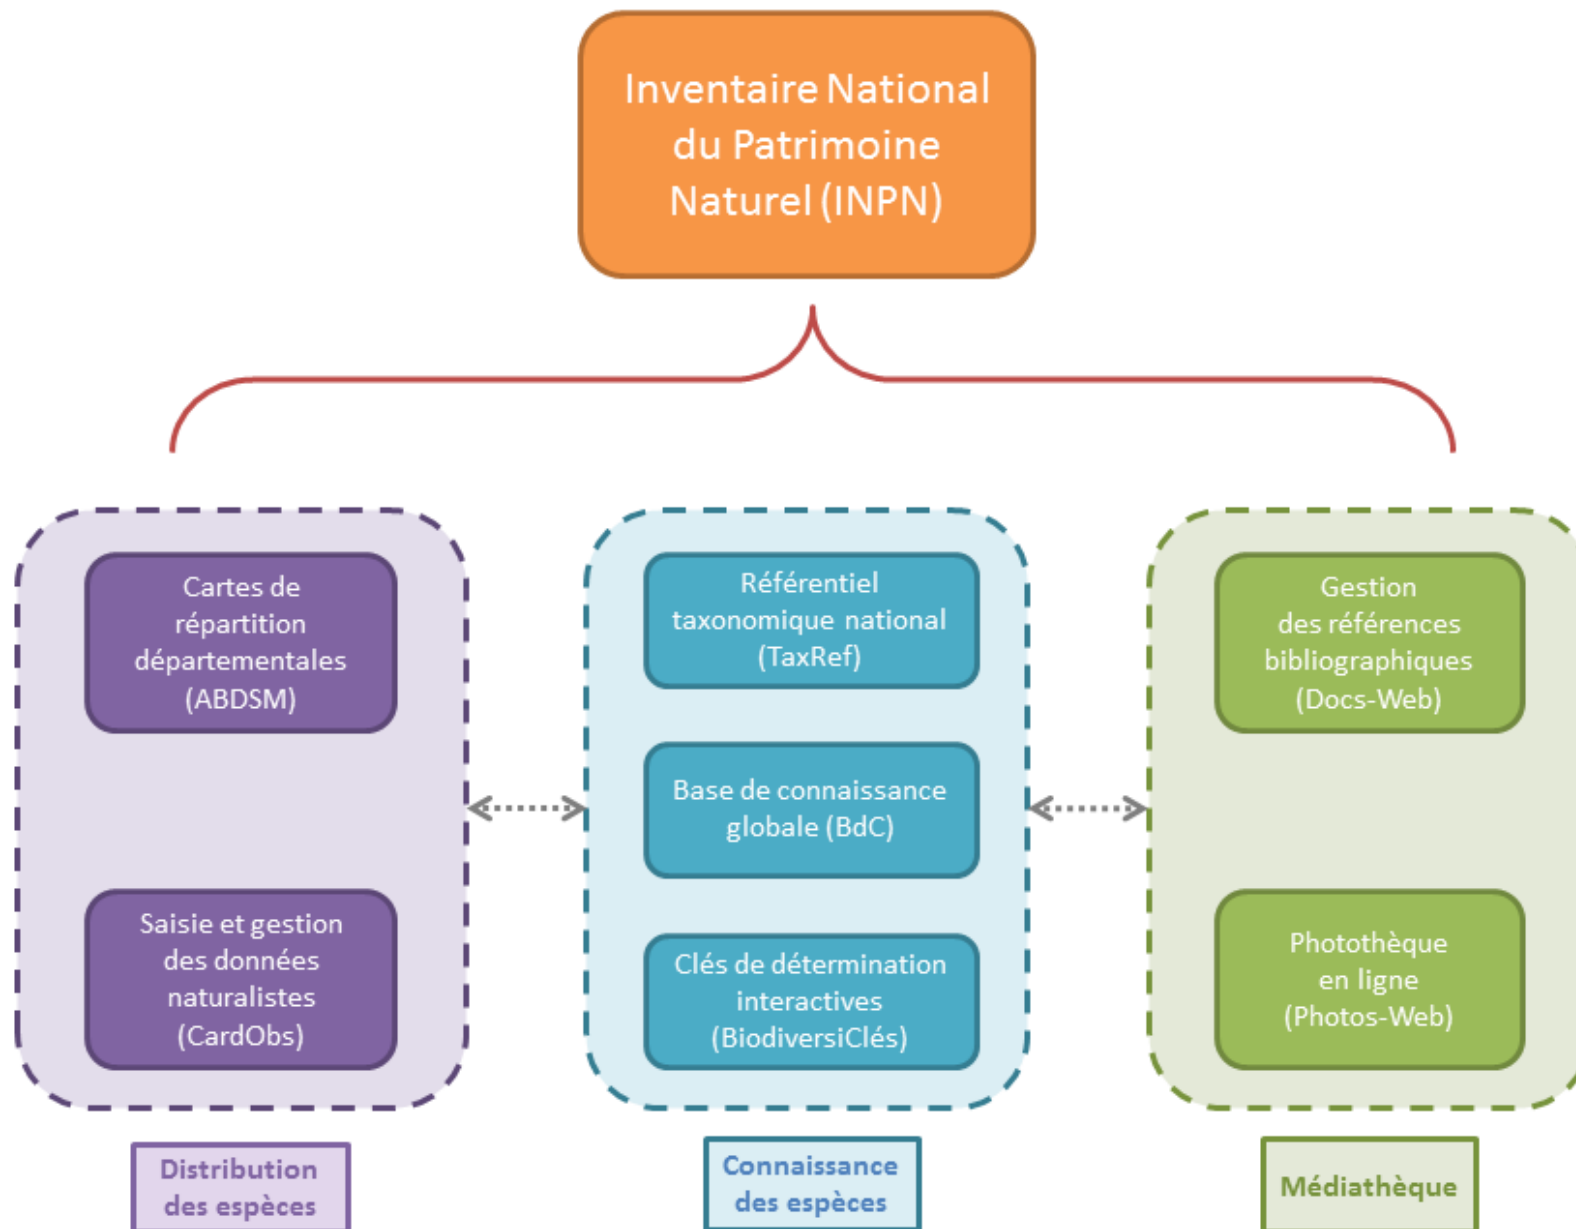 Inventaire National
du Patrimoine
Naturel (INPN)
Cartes de
répartition
départementales
(ABDSM)
Saisie et gestion
des données
naturalistes
(CardObs)
Distribution
des espèces
Référentiel
taxonomique national
(TaxRef)
Base de connaissance
globale (BdC)
Clés de détermination
interactives
(BiodiversiClés)
Connaissance
des espèces
Gestion
des références
bibliographiques
(Docs-Web)
Photothèque
en ligne
(Photos-Web)
Médiathèque